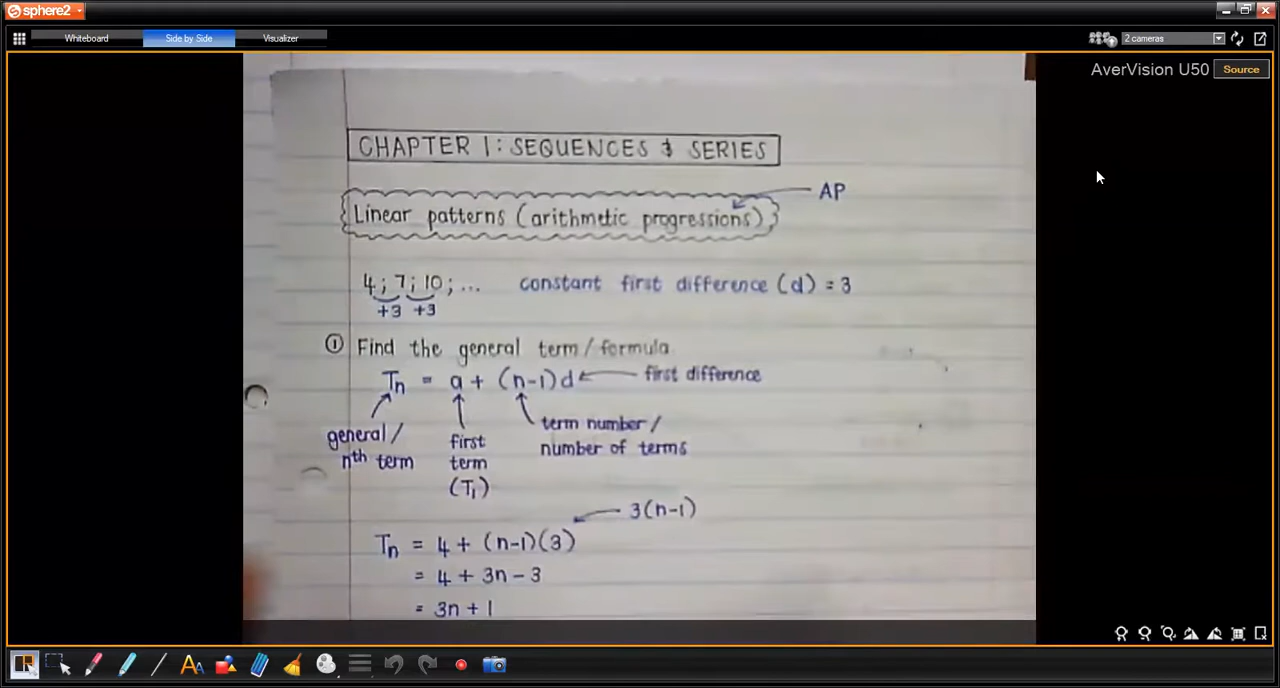 sphere2
Whiteboard Side by Side Visualizer 2 cameras
AverVision U50 Source
CHAPTER 1: SEQUENCES & SERIES
Linear patterns (arithmetic progressions) AP
4; 7; 10; ... constant first difference (d) = 3
+3 +3
① Find the general term/formula
Tn = a + (n-1)d first difference
general/
nth term
first
term
(T1)
term number/
number of terms
3(n-1)
Tn = 4 + (n-1)(3)
= 4 + 3n - 3
= 3n + 1